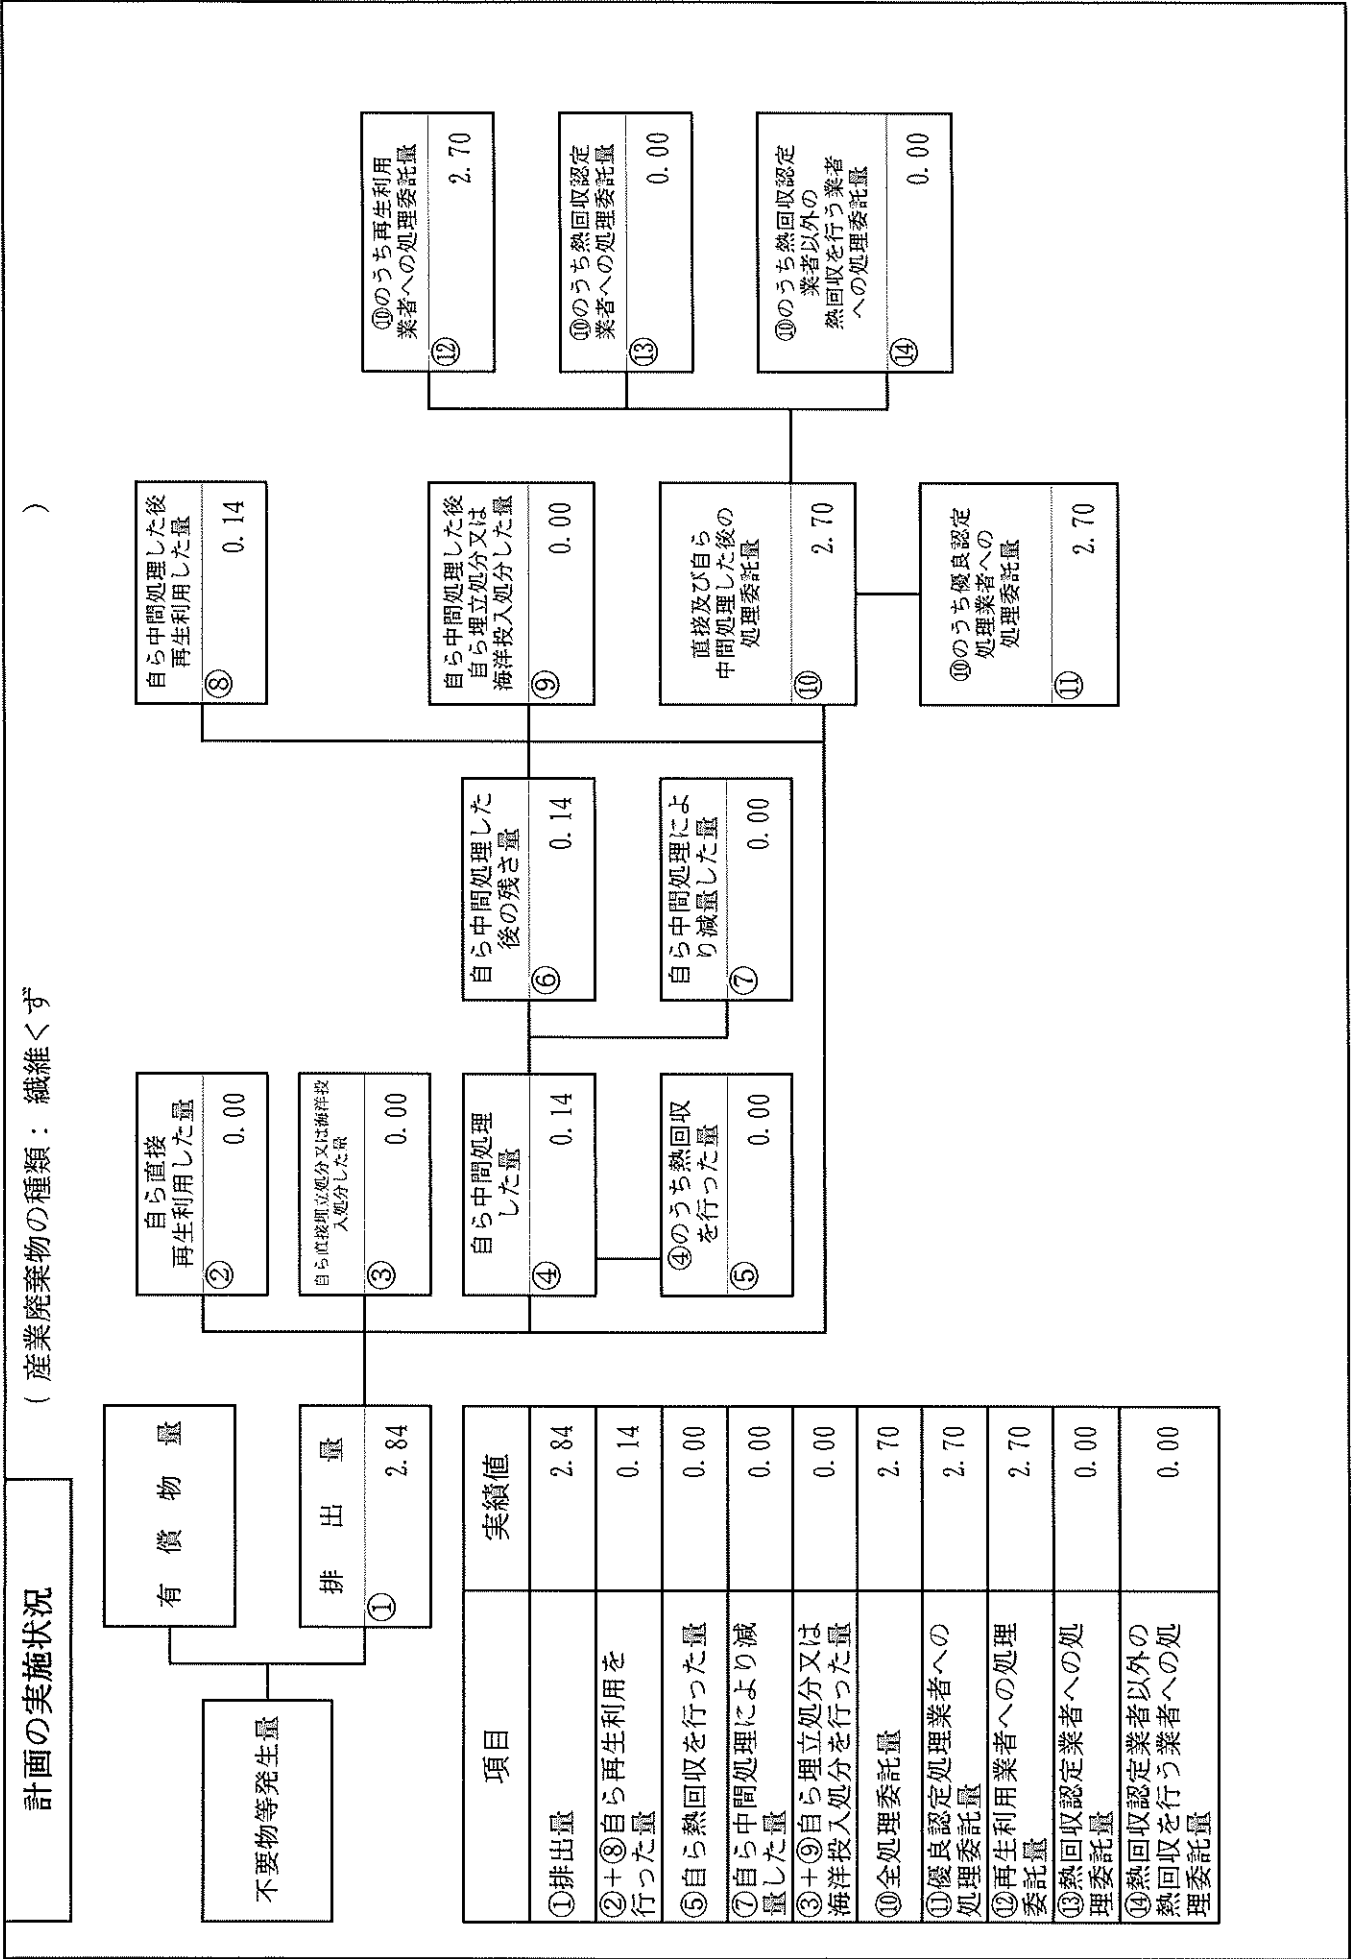 計画の実施状況
( 産業廃棄物の種類： 繊維くず )
不要物等発生量
有 償 物 量
排 出 量
① 2.84
自ら直接
再生利用した量
② 0.00
自ら直接埋立処分又は海洋投
入処分した量
③ 0.00
自ら中間処理
した量
④ 0.14
④のうち熱回収
を行った量
⑤ 0.00
自ら中間処理した
後の残さ量
⑥ 0.14
自ら中間処理によ
り減量した量
⑦ 0.00
自ら中間処理した後
再生利用した量
⑧ 0.14
自ら中間処理した後
自ら埋立処分又は
海洋投入処分した量
⑨ 0.00
直接及び自ら
中間処理した後の
処理委託量
⑩ 2.70
⑩のうち優良認定
処理業者への
処理委託量
⑪ 2.70
⑩のうち再生利用
業者への処理委託量
⑫ 2.70
⑩のうち熱回収認定
業者への処理委託量
⑬ 0.00
⑩のうち熱回収認定
業者以外の
熱回収を行う業者
への処理委託量
⑭ 0.00
項目 実績値
①排出量 2.84
②+⑧自ら再生利用を
行った量 0.14
⑤自ら熱回収を行った量 0.00
⑦自ら中間処理により減
量した量 0.00
③+⑨自ら埋立処分又は
海洋投入処分を行った量 0.00
⑩全処理委託量 2.70
⑪優良認定処理業者への
処理委託量 2.70
⑫再生利用業者への処理
委託量 2.70
⑬熱回収認定業者への処
理委託量 0.00
⑭熱回収認定業者以外の
熱回収を行う業者への処
理委託量 0.00